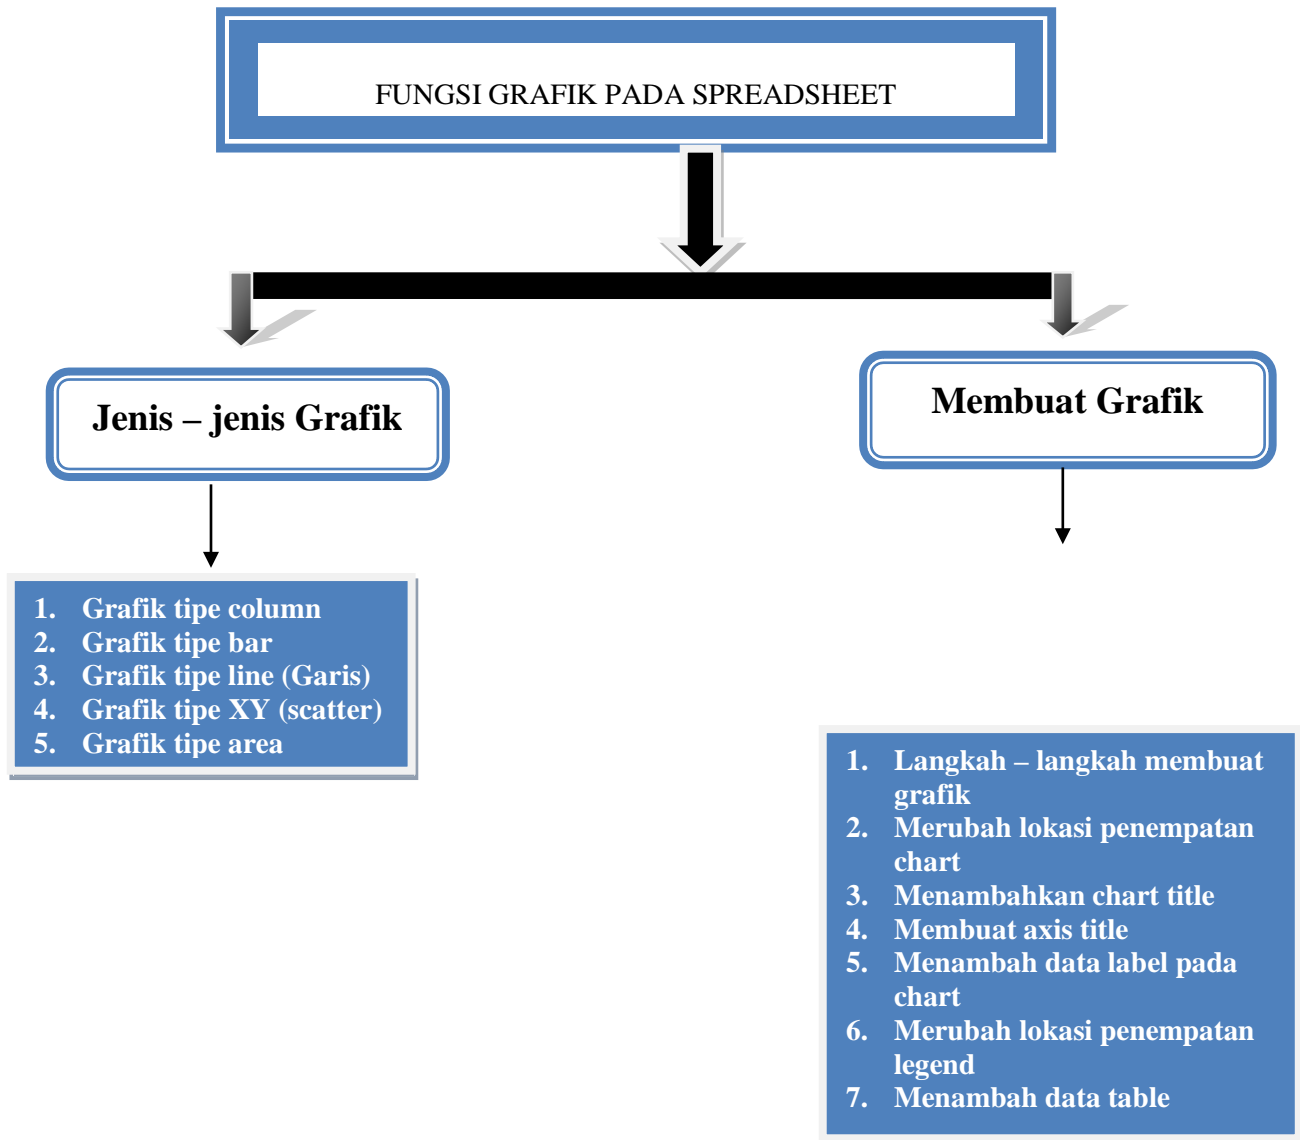 FUNGSI GRAFIK PADA SPREADSHEET
Jenis – jenis Grafik
Membuat Grafik
1. Grafik tipe column
2. Grafik tipe bar
3. Grafik tipe line (Garis)
4. Grafik tipe XY (scatter)
5. Grafik tipe area
1. Langkah – langkah membuat
grafik
2. Merubah lokasi penempatan
chart
3. Menambahkan chart title
4. Membuat axis title
5. Menambah data label pada
chart
6. Merubah lokasi penempatan
legend
7. Menambah data table